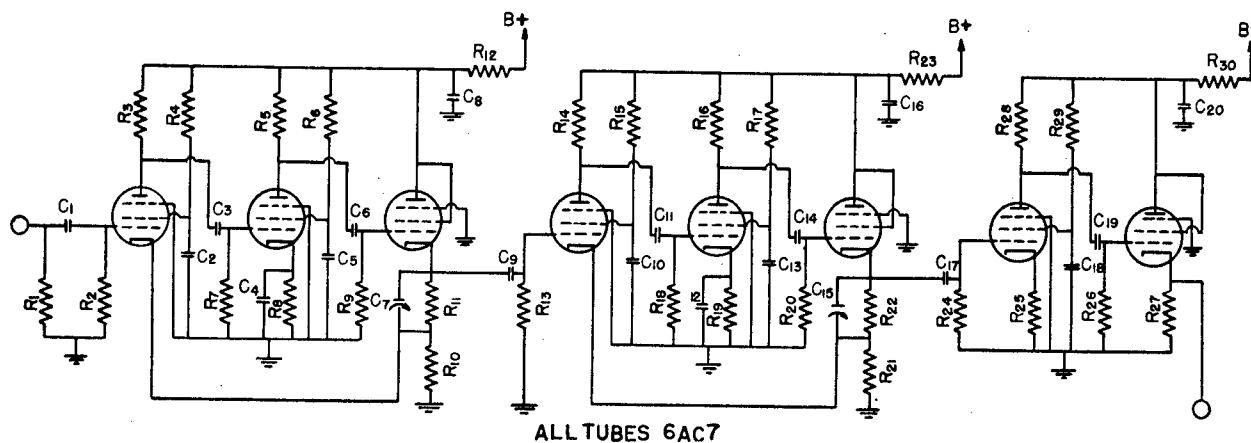 B+ B+ B
R12 R23 R30
C8 C16 C20
R3 R4 R5 R6 R14 R15 R16 R17 R28 R29
C1 C3 C6 C11 C14 C19
C2 C5 C9 C10 C13 C17 C18
R1 R2 R7 C4 R8 R9 C7 R11 R13 R18 R19 R20 C15 R22 R24 R25 R26 R27
R10 R21
ALL TUBES 6AC7